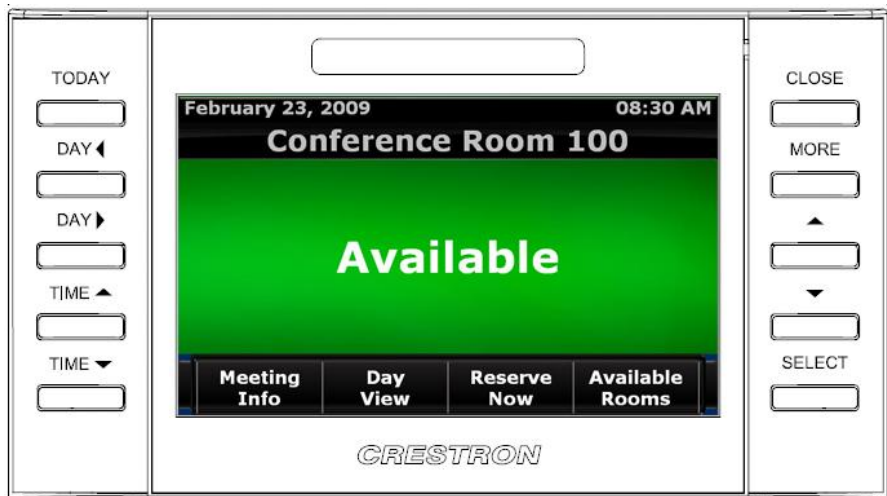 TODAY
DAY ◀
DAY ▶
TIME ▲
TIME ▼
February 23, 2009 08:30 AM
Conference Room 100
Available
Meeting Info
Day View
Reserve Now
Available Rooms
CRESTRON
CLOSE
MORE
▲
▼
SELECT